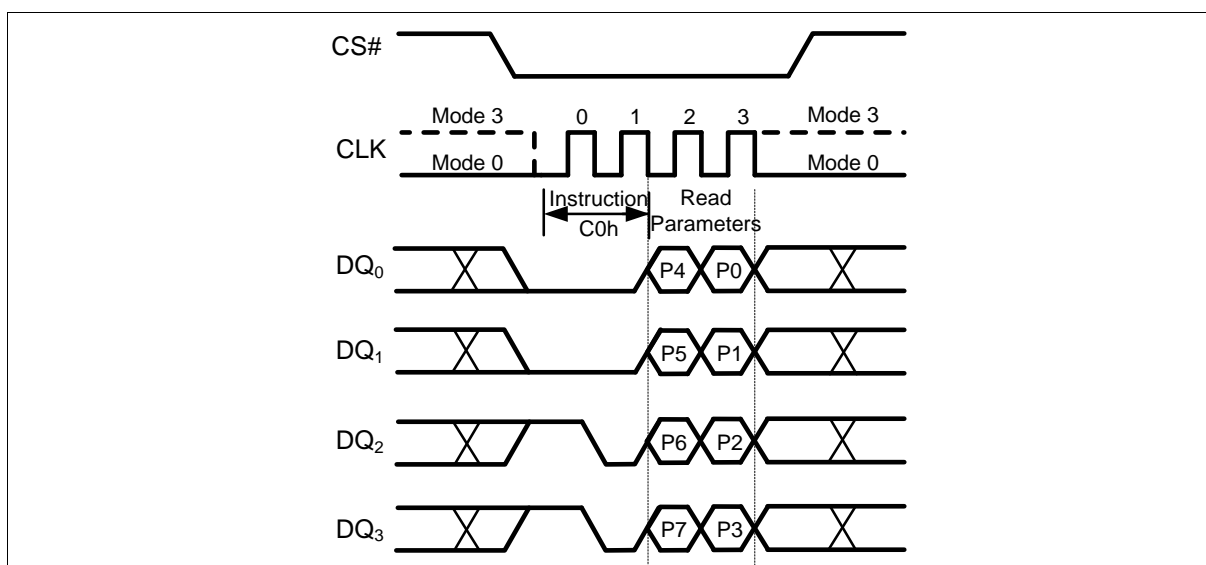 CS#
Mode 3 0 1 2 3 Mode 3
CLK
Mode 0 Mode 0
Instruction Read
C0h Parameters
DQ0 P4 P0
DQ1 P5 P1
DQ2 P6 P2
DQ3 P7 P3